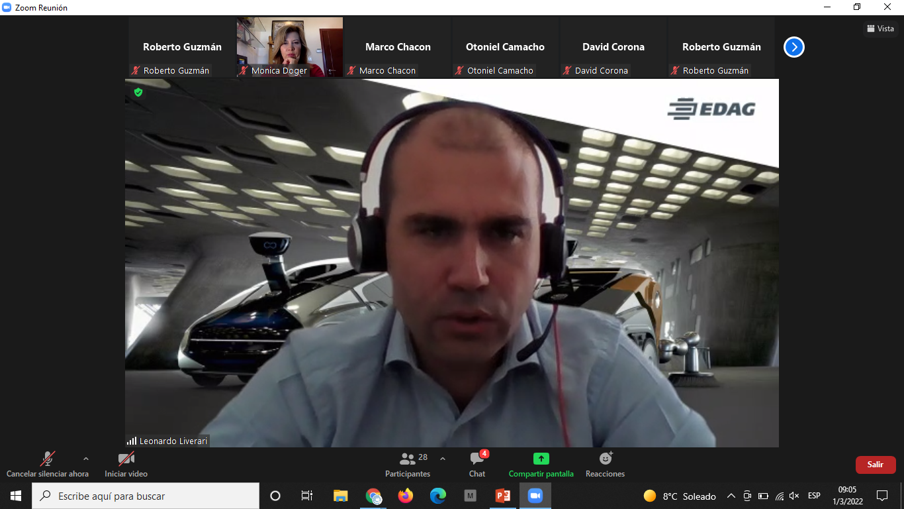 Zoom Reunión
Vista
Roberto Guzmán
Marco Chacon
Otoniel Camacho
David Corona
Roberto Guzmán
Roberto Guzmán
Monica Doger
Marco Chacon
Otoniel Camacho
David Corona
Roberto Guzmán
EDAG
Leonardo Liverari
Cancelar silenciar ahora
Iniciar video
28
Participantes
4
Chat
Compartir pantalla
Reacciones
Salir
Escribe aquí para buscar
M
8°C Soleado
ESP
09:05
1/3/2022